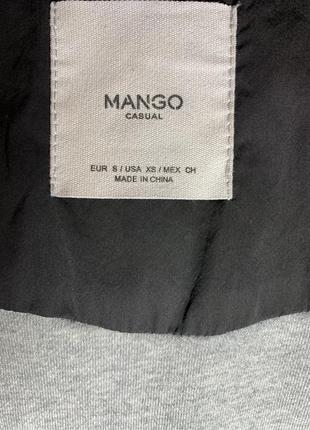 MANGO
CASUAL
EUR S / USA XS / MEX CH
MADE IN CHINA